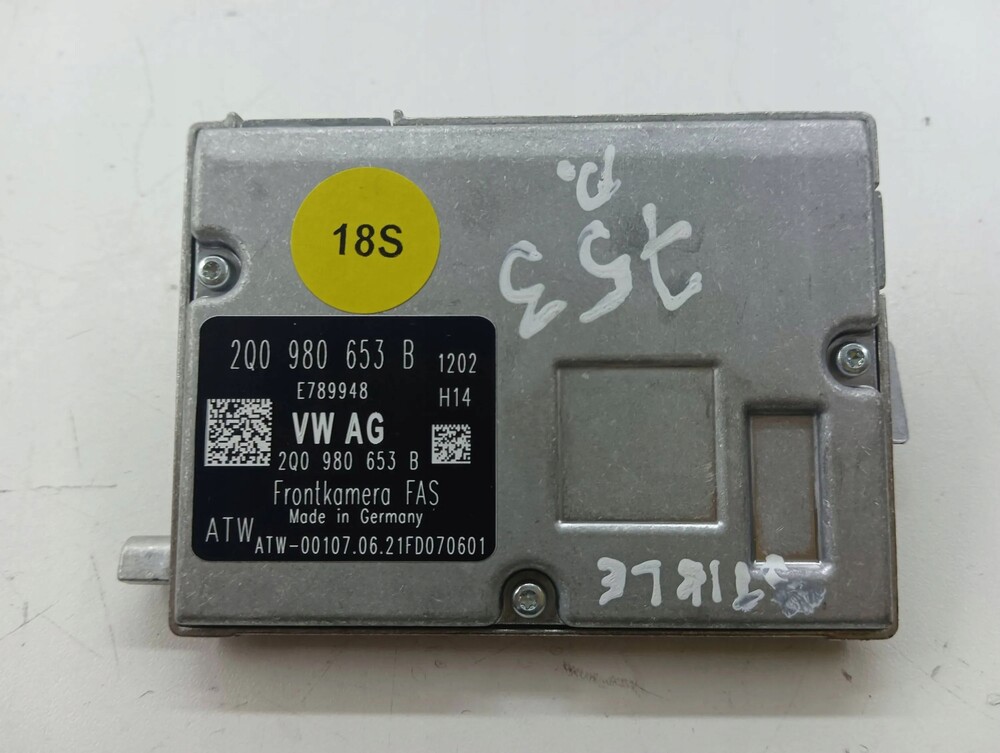 18S
753
2Q0 980 653 B
1202
E789948
H14
VW AG
2Q0 980 653 B
Frontkamera FAS
Made in Germany
ATW
ATW-00107.06.21FD070601